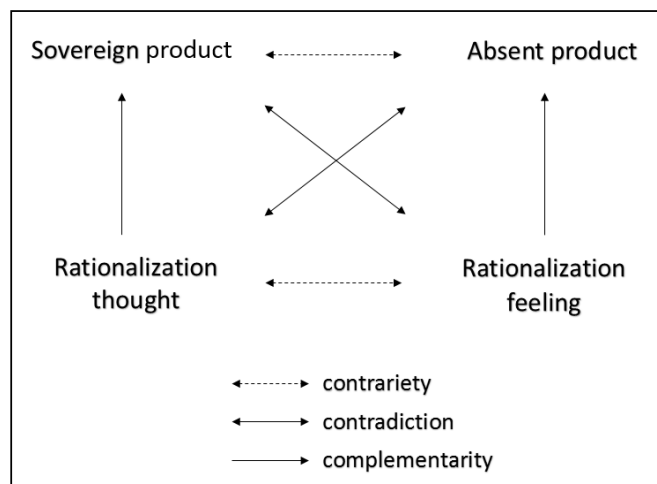 Sovereign product
Absent product
Rationalization
thought
Rationalization
feeling
contrariety
contradiction
complementarity